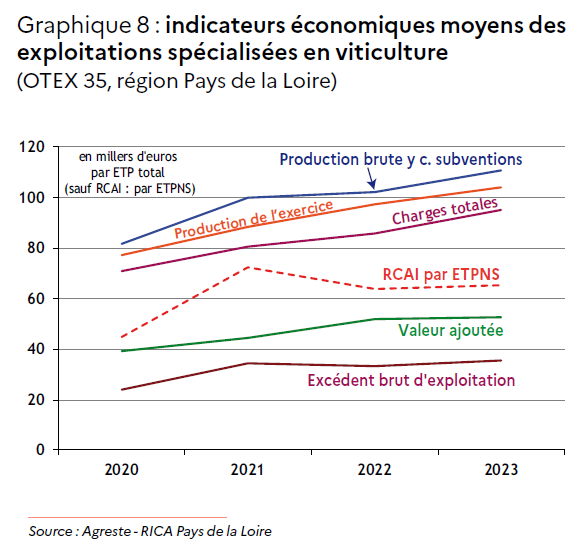 Graphique 8 : indicateurs économiques moyens des
exploitations spécialisées en viticulture
(OTEX 35, région Pays de la Loire)
120
en millers d'euros
par ETP total
(sauf RCAI : par ETPNS)
Production brute y c. subventions
100
Production de l'exercice
Charges totales
80
RCAI par ETPNS
60
Valeur ajoutée
40
Excédent brut d'exploitation
20
0
2020 2021 2022 2023
Source : Agreste - RICA Pays de la Loire